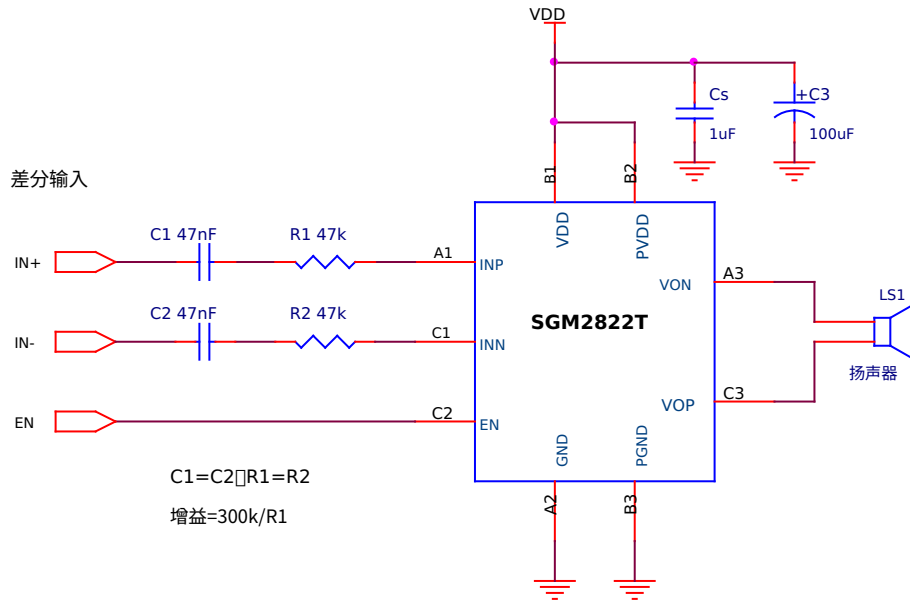 VDD
Cs
+C3
1uF
100uF
B1
B2
差分输入
VDD
PVDD
C1 47nF
R1 47k
IN+
A1
INP
VON
A3
LS1
C2 47nF
R2 47k
SGM2822T
IN-
C1
INN
扬声器
VOP
C3
EN
C2
EN
GND
PGND
C1=C2▯R1=R2
增益=300k/R1
A2
B3